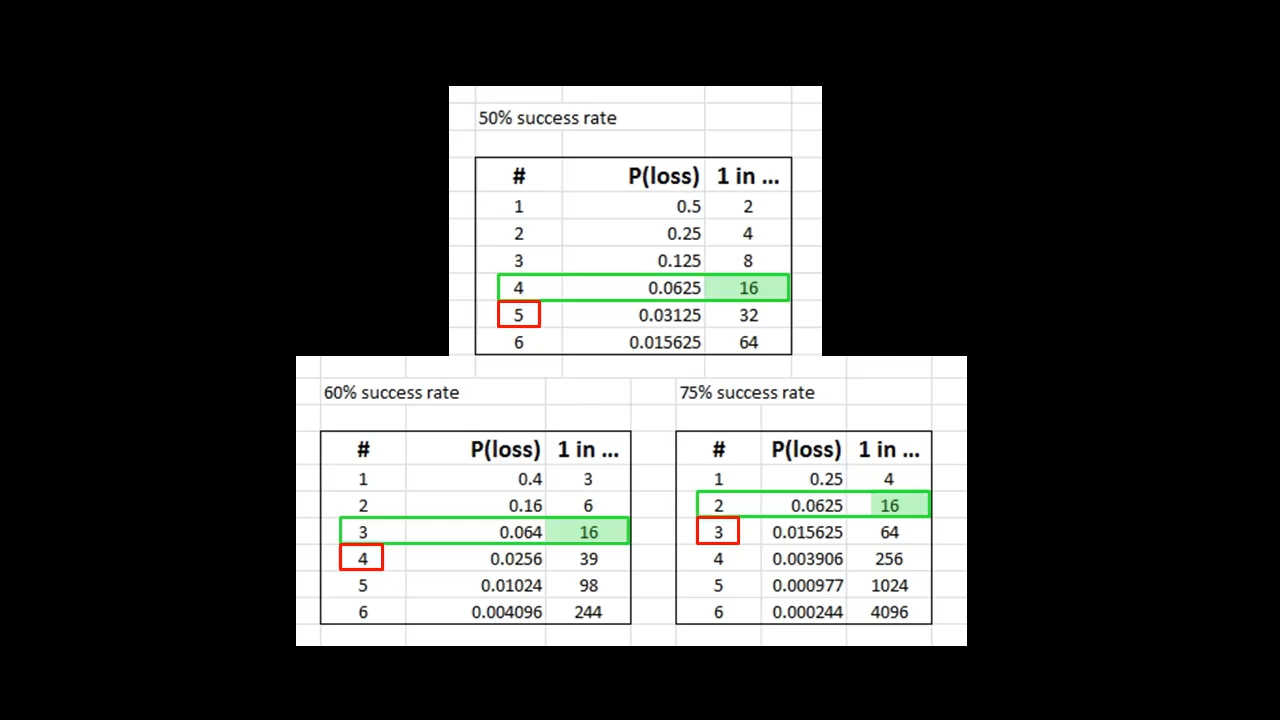 50% success rate
# P(loss) 1 in ...
1 0.5 2
2 0.25 4
3 0.125 8
4 0.0625 16
5 0.03125 32
6 0.015625 64
60% success rate
# P(loss) 1 in ...
1 0.4 3
2 0.16 6
3 0.064 16
4 0.0256 39
5 0.01024 98
6 0.004096 244
75% success rate
# P(loss) 1 in ...
1 0.25 4
2 0.0625 16
3 0.015625 64
4 0.003906 256
5 0.000977 1024
6 0.000244 4096